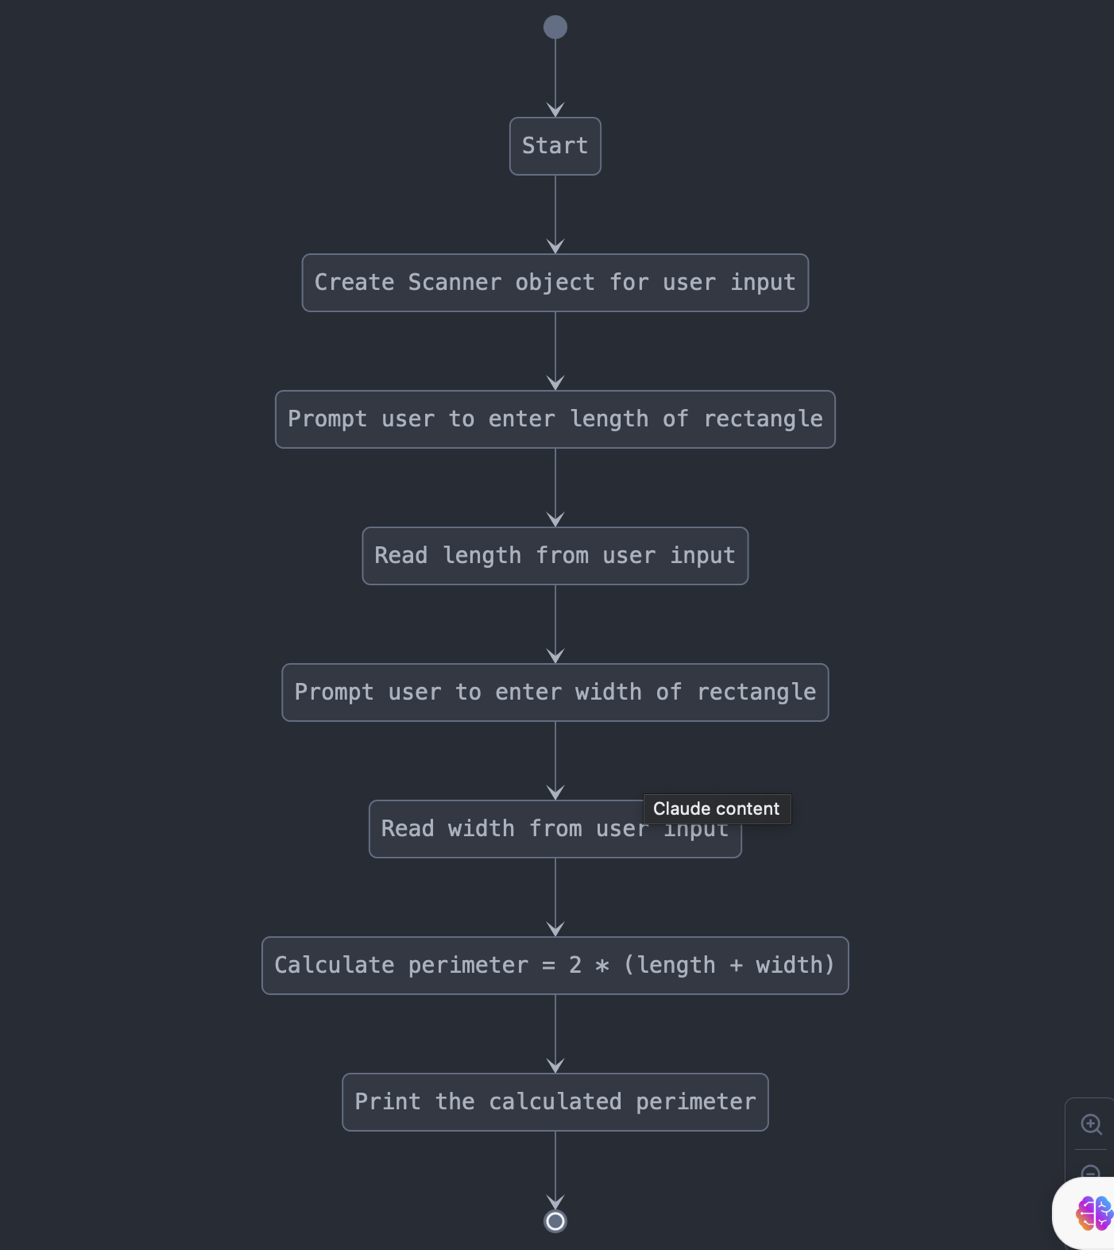 Start
Create Scanner object for user input
Prompt user to enter length of rectangle
Read length from user input
Prompt user to enter width of rectangle
Claude content
Read width from user input
Calculate perimeter = 2 * (length + width)
Print the calculated perimeter